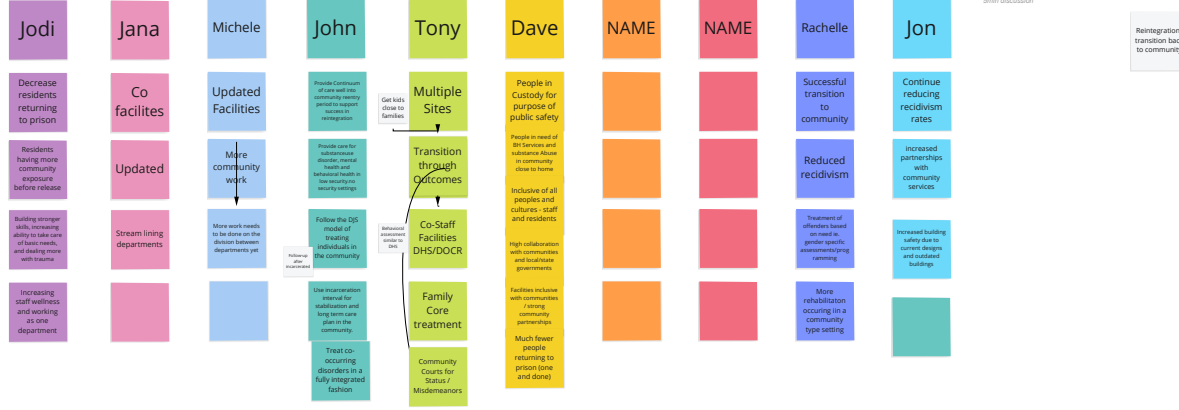 5min discussion
Jodi
Jana
Michele
John
Tony
Dave
NAME
NAME
Rachelle
Jon
Reintegration
transition bac
to community
Decrease
residents
returning
to prison
Co
facilites
Updated
Facilities
Provide Continuum
of care well into
community reentry
period to support
success in
reintegration
Get kids
close to
families
Multiple
Sites
People in
Custody for
purpose of
public safety
Successful
transition
to
community
Continue
reducing
recidivism
rates
Residents
having more
community
exposure
before release
Updated
More
community
work
Provide care for
substanceuse
disorder, mental
health and
behavioral health in
low security.no
security settings
Transition
through
Outcomes
People in need of
BH Services and
substance Abuse
in community
close to home
Reduced
recidivism
Increased
partnerships
with
community
services
Building stronger
skills, increasing
ability to take care
of basic needs,
and dealing more
with trauma
Stream lining
departments
More work needs
to be done on the
division between
departments yet
Followup
after
incarcerated
Follow the DJS
model of
treating
individuals in
the community
Behavioral
assessment
similar to
DHS
Co-Staff
Facilities
DHS/DOCR
Inclusive of all
peoples and
cultures - staff
and residents
High collaboration
with communities
and local/state
governments
Treatment of
offenders based
on need ie.
gender specific
assessments/prog
ramming
Increased building
safety due to
current designs
and outdated
buildings
Increasing
staff wellness
and working
as one
department
Use incarceration
interval for
stabilization and
long term care
plan in the
community.
Family
Core
treatment
Facilities inclusive
with communities
/ strong
community
partnerships
More
rehabilitaton
occuring iin a
community
type setting
Treat co-
occurring
disorders in a
fully integrated
fashion
Community
Courts for
Status /
Misdemeanors
Much fewer
people
returning to
prison (one
and done)